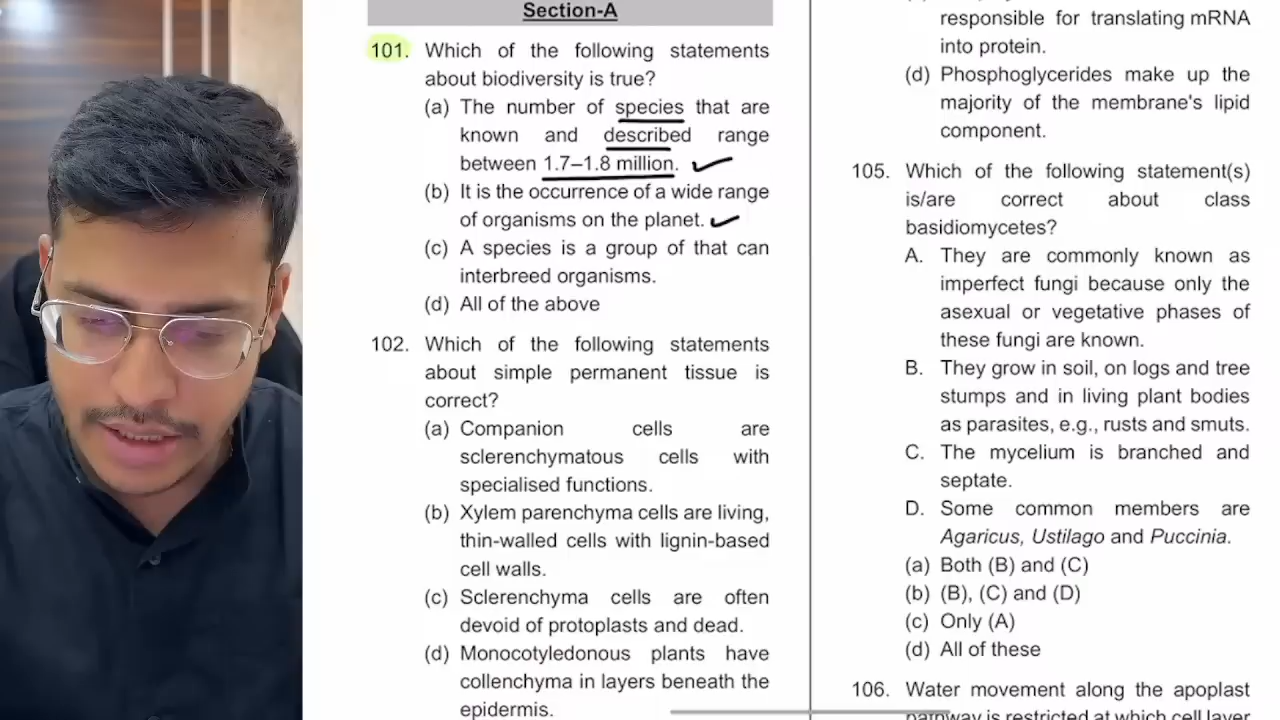 Section-A
101. Which of the following statements
about biodiversity is true?
(a) The number of species that are
known and described range
between 1.7–1.8 million.
(b) It is the occurrence of a wide range
of organisms on the planet.
(c) A species is a group of that can
interbreed organisms.
(d) All of the above
102. Which of the following statements
about simple permanent tissue is
correct?
(a) Companion cells are
sclerenchymatous cells with
specialised functions.
(b) Xylem parenchyma cells are living,
thin-walled cells with lignin-based
cell walls.
(c) Sclerenchyma cells are often
devoid of protoplasts and dead.
(d) Monocotyledonous plants have
collenchyma in layers beneath the
epidermis.
responsible for translating mRNA
into protein.
(d) Phosphoglycerides make up the
majority of the membrane's lipid
component.
105. Which of the following statement(s)
is/are correct about class
basidiomycetes?
A. They are commonly known as
imperfect fungi because only the
asexual or vegetative phases of
these fungi are known.
B. They grow in soil, on logs and tree
stumps and in living plant bodies
as parasites, e.g., rusts and smuts.
C. The mycelium is branched and
septate.
D. Some common members are
Agaricus, Ustilago and Puccinia.
(a) Both (B) and (C)
(b) (B), (C) and (D)
(c) Only (A)
(d) All of these
106. Water movement along the apoplast
pathway is restricted at which cell layer